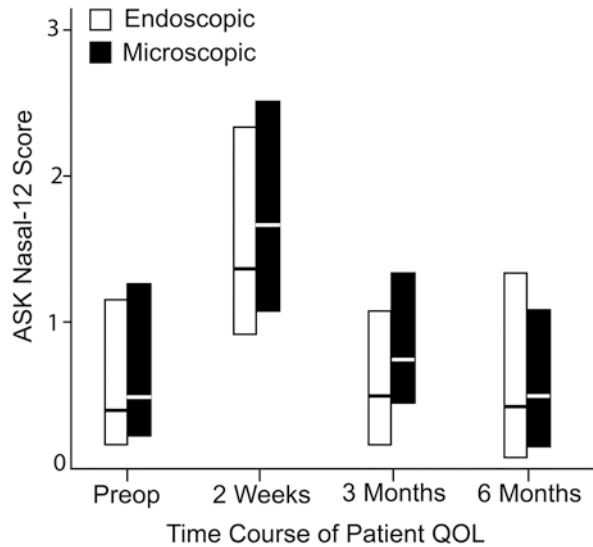 Endoscopic
Microscopic
3
2
1
0
ASK Nasal-12 Score
Preop 2 Weeks 3 Months 6 Months
Time Course of Patient QOL